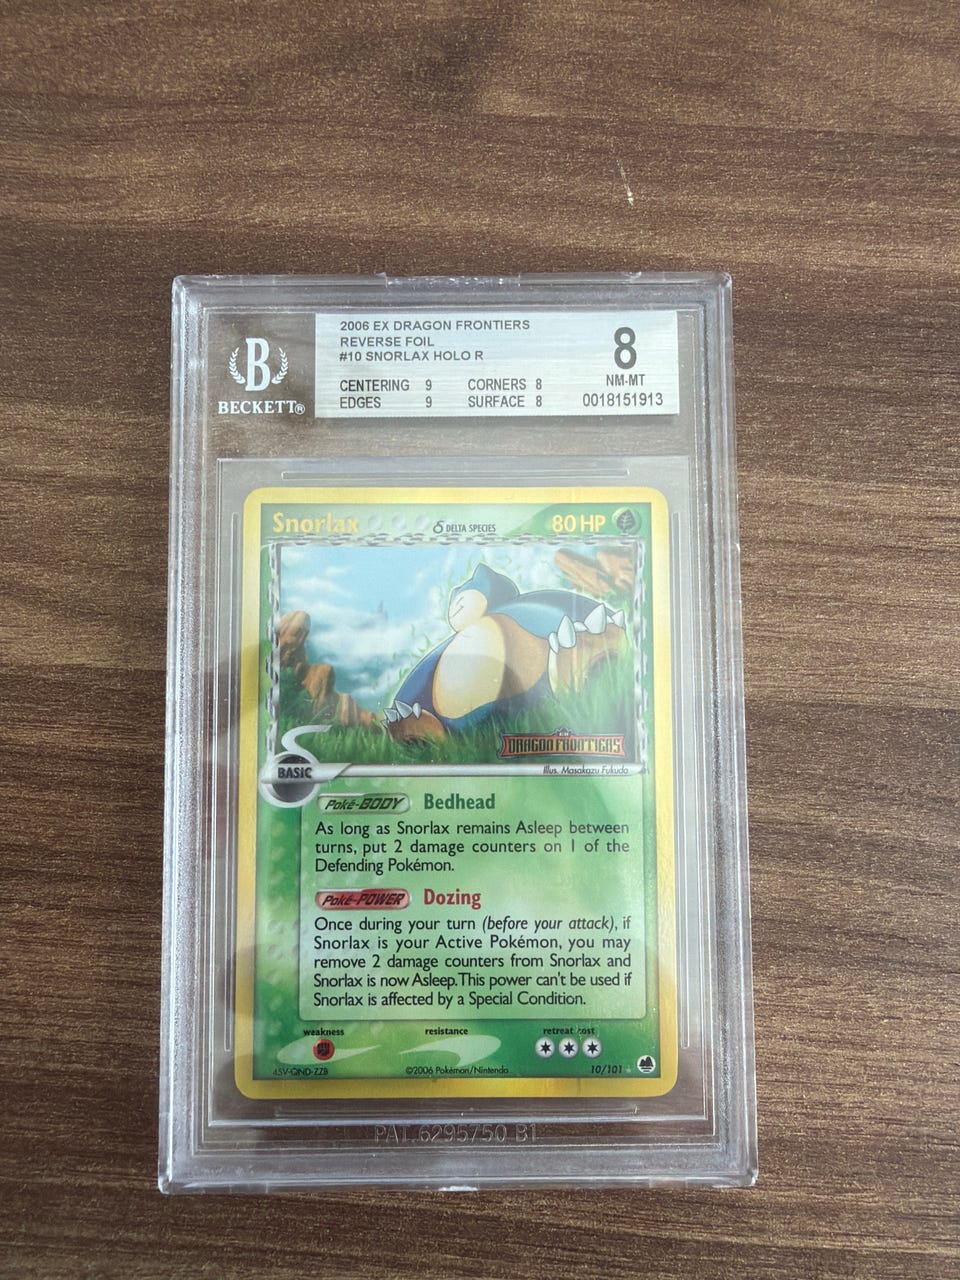 2006 EX DRAGON FRONTIERS
REVERSE FOIL
#10 SNORLAX HOLO R
8
NM-MT
CENTERING 9 CORNERS 8
EDGES 9 SURFACE 8
0018151913
B
BECKETT®
Snorlax
δ DELTA SPECIES
80 HP
EX
DRAGON FRONTIERS
BASIC
Illus. Masakazu Fukuda
Poké-BODY Bedhead
As long as Snorlax remains Asleep between
turns, put 2 damage counters on 1 of the
Defending Pokémon.
Poké-POWER Dozing
Once during your turn (before your attack), if
Snorlax is your Active Pokémon, you may
remove 2 damage counters from Snorlax and
Snorlax is now Asleep. This power can't be used if
Snorlax is affected by a Special Condition.
weakness resistance retreat cost
4SV-QND-ZZB ©2006 Pokémon/Nintendo 10/101 ★
PAT.6295750 B1